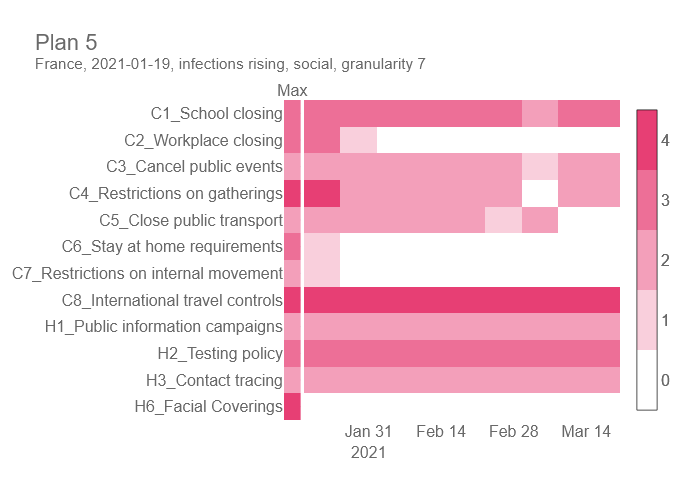 Plan 5
France, 2021-01-19, infections rising, social, granularity 7
Max
C1_School closing
C2_Workplace closing
C3_Cancel public events
C4_Restrictions on gatherings
C5_Close public transport
C6_Stay at home requirements
C7_Restrictions on internal movement
C8_International travel controls
H1_Public information campaigns
H2_Testing policy
H3_Contact tracing
H6_Facial Coverings
Jan 31 Feb 14 Feb 28 Mar 14
2021
4
3
2
1
0